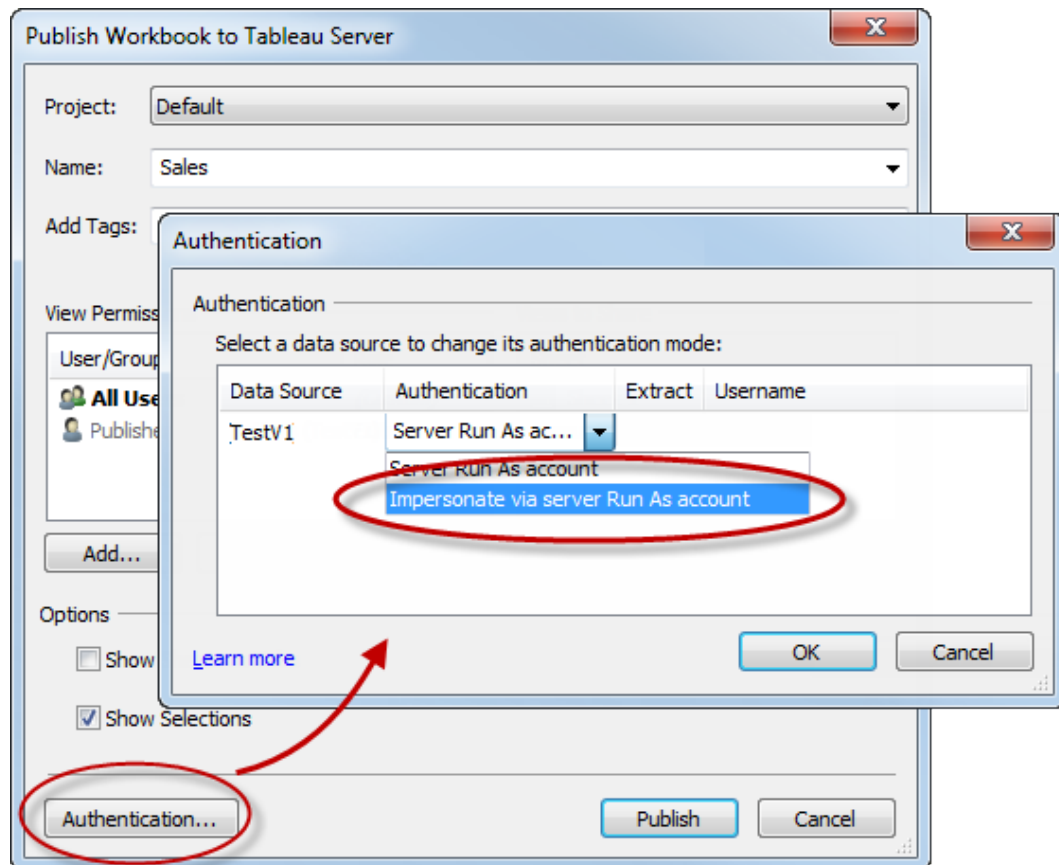 Publish Workbook to Tableau Server
Project: Default
Name: Sales
Add Tags:
Authentication
Authentication
Select a data source to change its authentication mode:
Data Source Authentication Extract Username
TestV1 Server Run As ac...
Server Run As account
Impersonate via server Run As account
Learn more
OK Cancel
View Permiss
User/Group
All Use
Publishe
Add...
Options
Show
Show Selections
Authentication... Publish Cancel